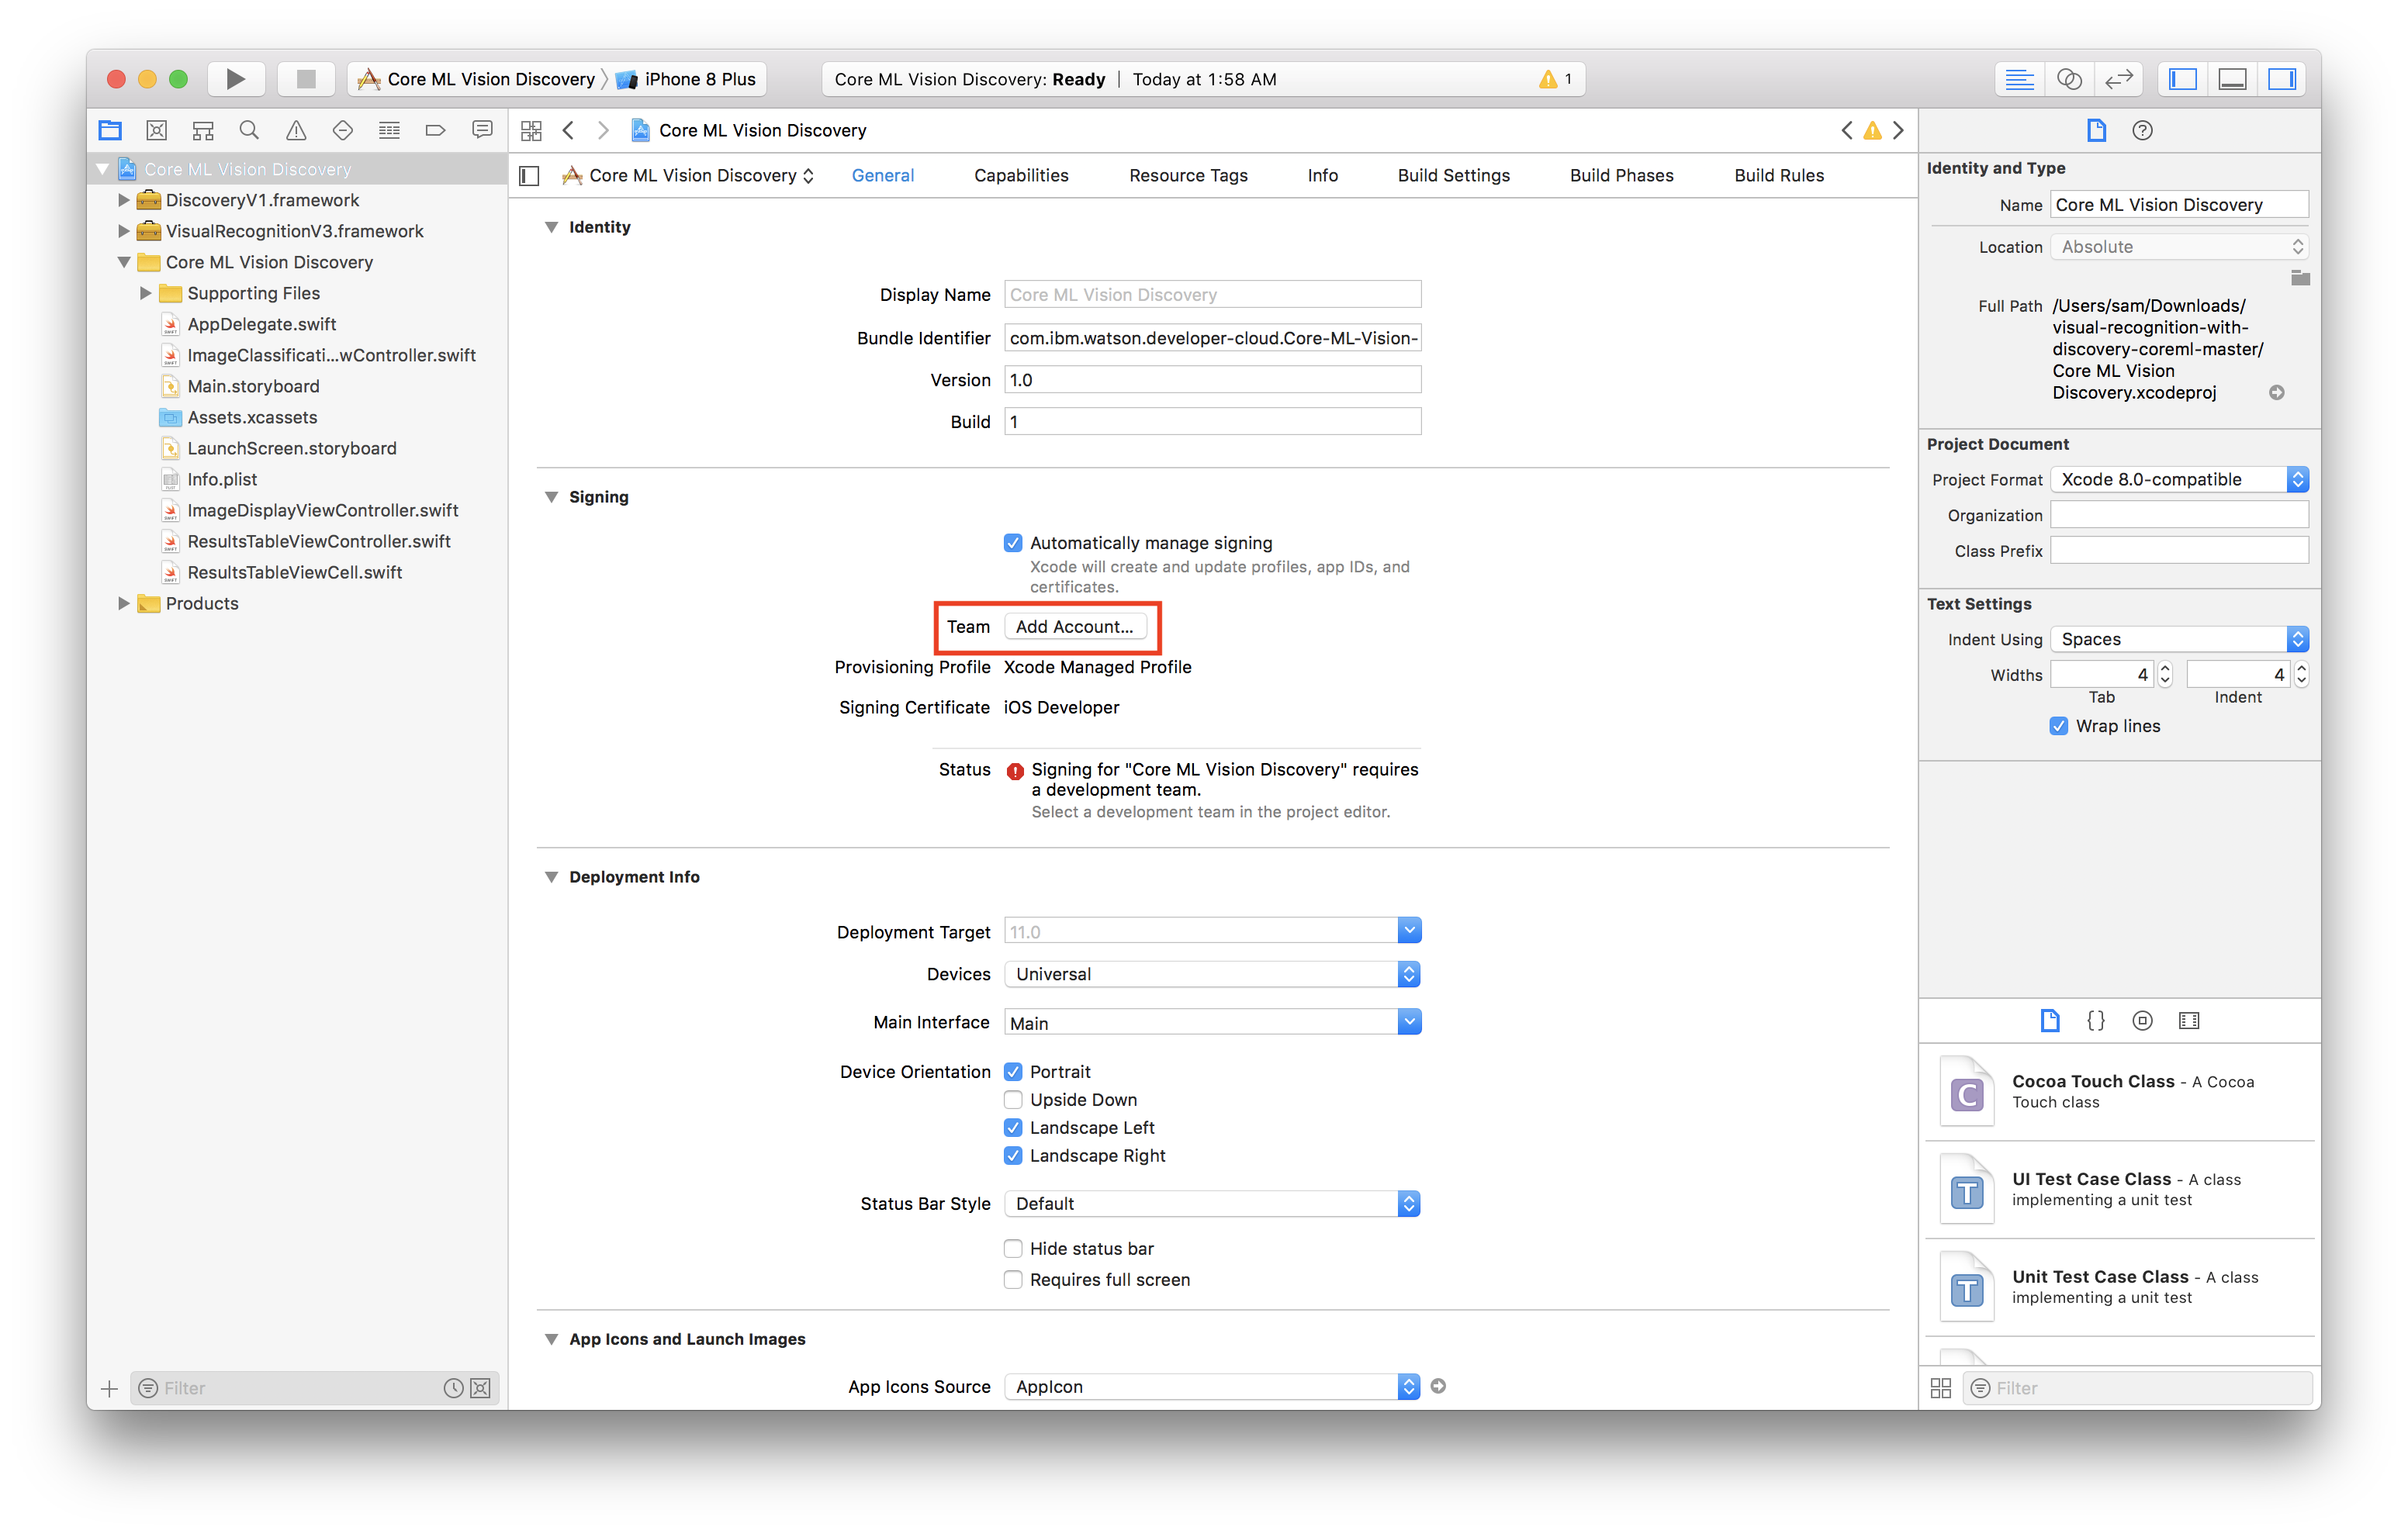 Core ML Vision Discovery
iPhone 8 Plus
Core ML Vision Discovery: Ready | Today at 1:58 AM
1
Core ML Vision Discovery
DiscoveryV1.framework
VisualRecognitionV3.framework
Core ML Vision Discovery
Supporting Files
AppDelegate.swift
ImageClassificati...wController.swift
Main.storyboard
Assets.xcassets
LaunchScreen.storyboard
Info.plist
ImageDisplayViewController.swift
ResultsTableViewController.swift
ResultsTableViewCell.swift
Products
Filter
Core ML Vision Discovery
Core ML Vision Discovery
General
Capabilities
Resource Tags
Info
Build Settings
Build Phases
Build Rules
Identity
Display Name Core ML Vision Discovery
Bundle Identifier com.ibm.watson.developer-cloud.Core-ML-Vision-
Version 1.0
Build 1
Signing
Automatically manage signing
Xcode will create and update profiles, app IDs, and
certificates.
Team Add Account...
Provisioning Profile Xcode Managed Profile
Signing Certificate iOS Developer
Status Signing for "Core ML Vision Discovery" requires
a development team.
Select a development team in the project editor.
Deployment Info
Deployment Target 11.0
Devices Universal
Main Interface Main
Device Orientation Portrait
Upside Down
Landscape Left
Landscape Right
Status Bar Style Default
Hide status bar
Requires full screen
App Icons and Launch Images
App Icons Source AppIcon
Identity and Type
Name Core ML Vision Discovery
Location Absolute
Full Path /Users/sam/Downloads/
visual-recognition-with-
discovery-coreml-master/
Core ML Vision
Discovery.xcodeproj
Project Document
Project Format Xcode 8.0-compatible
Organization
Class Prefix
Text Settings
Indent Using Spaces
Widths 4 4
Tab Indent
Wrap lines
{}
C
Cocoa Touch Class - A Cocoa
Touch class
T
UI Test Case Class - A class
implementing a unit test
T
Unit Test Case Class - A class
implementing a unit test
Filter